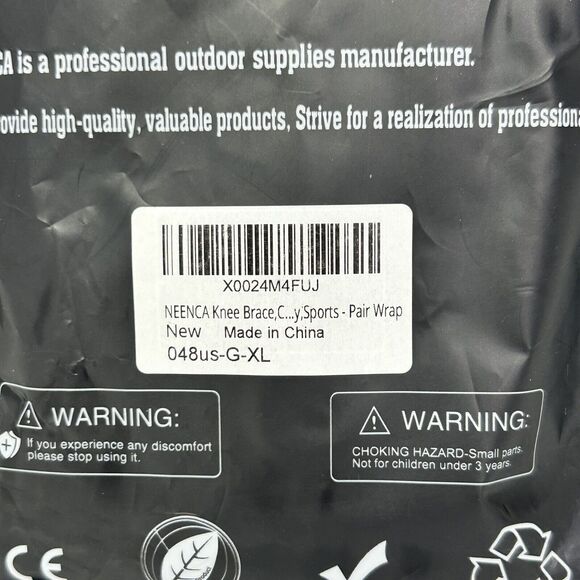 CA is a professional outdoor supplies manufacturer.
ovide high-quality, valuable products, Strive for a realization of professiona
X0024M4FUJ
NEENCA Knee Brace,C...y,Sports - Pair Wrap
New Made in China
048us-G-XL
WARNING:
If you experience any discomfort
please stop using it.
WARNING:
CHOKING HAZARD-Small parts.
Not for children under 3 years.
CE